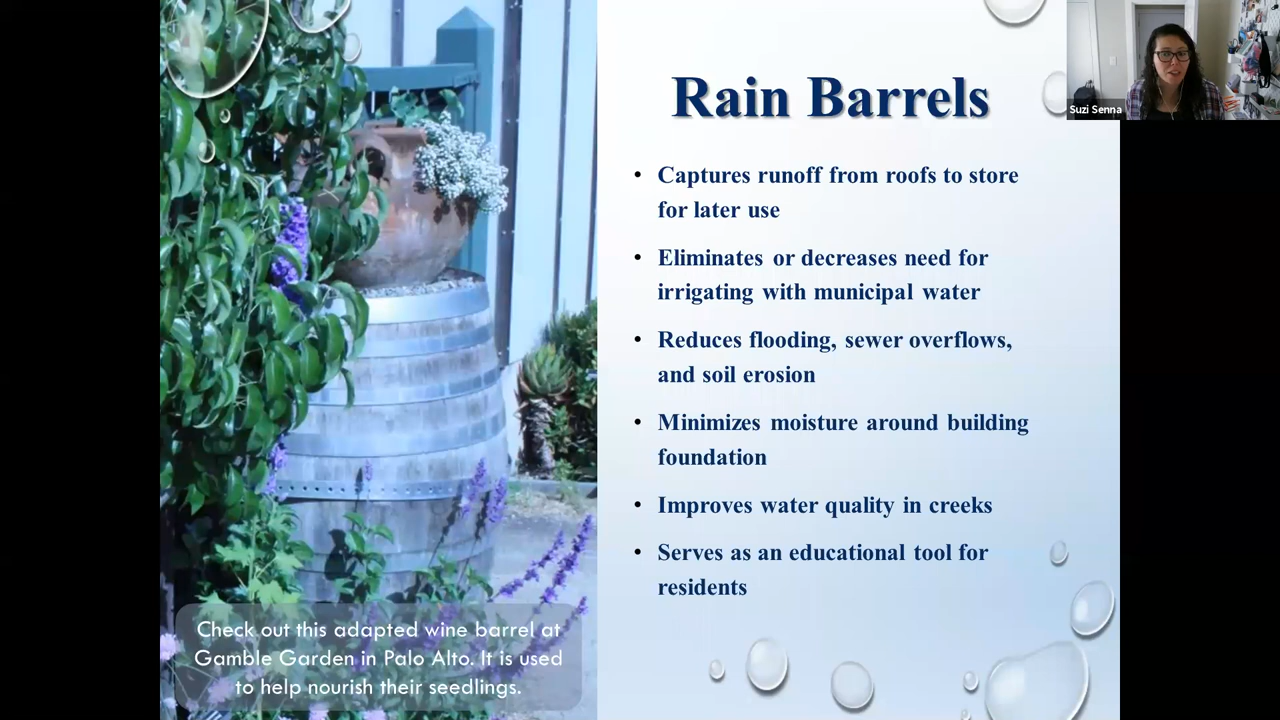 Rain Barrels
Suzi Senna
• Captures runoff from roofs to store
for later use
• Eliminates or decreases need for
irrigating with municipal water
• Reduces flooding, sewer overflows,
and soil erosion
• Minimizes moisture around building
foundation
• Improves water quality in creeks
• Serves as an educational tool for
residents
Check out this adapted wine barrel at
Gamble Garden in Palo Alto. It is used
to help nourish their seedlings.